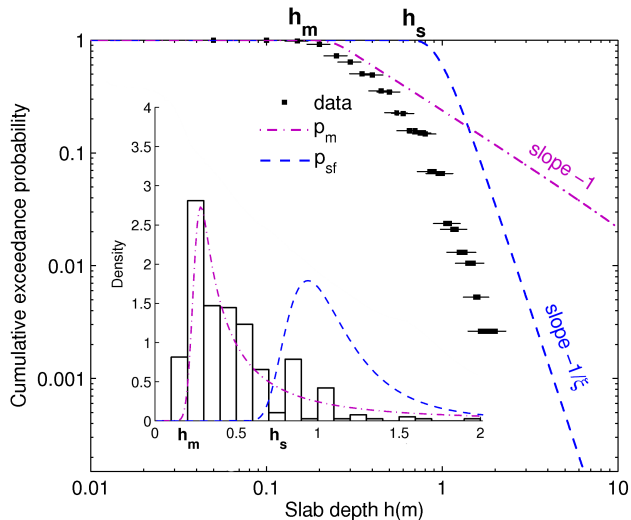 h_m h_s
1
0.1
0.01
0.001
Cumulative exceedance probability
0.01 0.1 1 10
Slab depth h(m)
data
p_m
p_sf
slope -1
slope -1/ξ
4
3.5
3
2.5
2
1.5
1
0.5
0
Density
0 0.5 1 1.5 2
h_m h_s